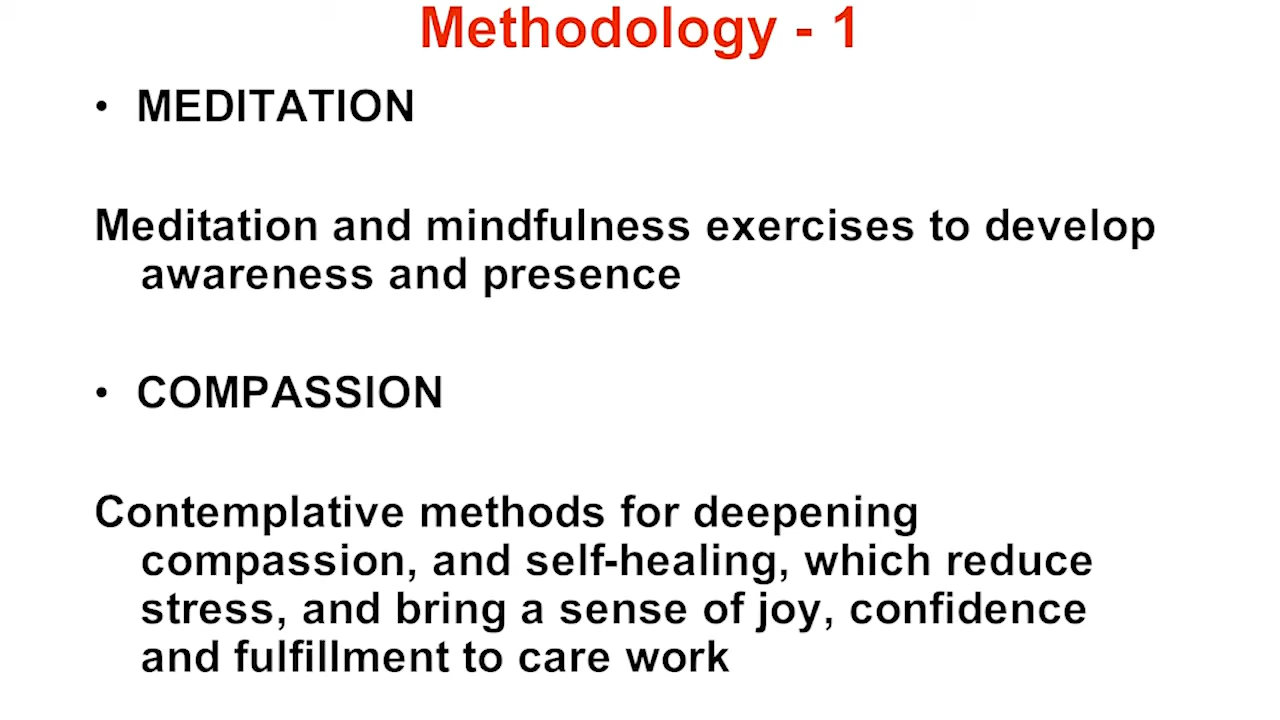 Methodology - 1
• MEDITATION
Meditation and mindfulness exercises to develop
awareness and presence
• COMPASSION
Contemplative methods for deepening
compassion, and self-healing, which reduce
stress, and bring a sense of joy, confidence
and fulfillment to care work